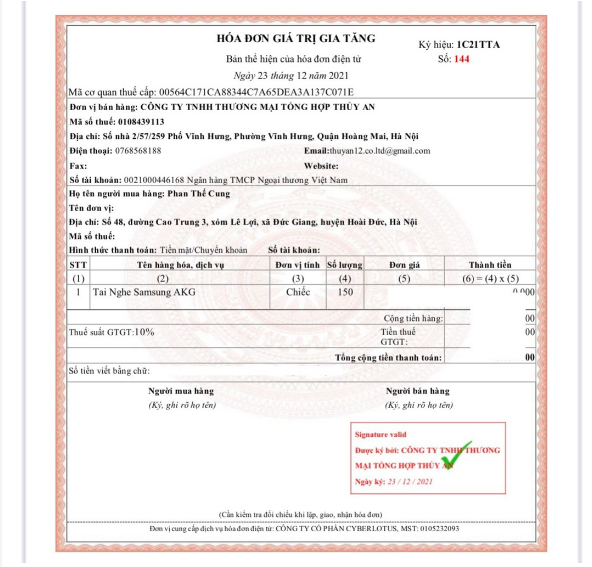 HÓA ĐƠN GIÁ TRỊ GIA TĂNG
Bản thể hiện của hóa đơn điện tử
Ngày 23 tháng 12 năm 2021
Ký hiệu: 1C21TTA
Số: 144
Mã cơ quan thuế cấp: 00564C171CA88344C7A65DEA3A137C071E
Đơn vị bán hàng: CÔNG TY TNHH THƯƠNG MẠI TỔNG HỢP THÙY AN
Mã số thuế: 0108439113
Địa chỉ: Số nhà 2/57/259 Phố Vĩnh Hưng, Phường Vĩnh Hưng, Quận Hoàng Mai, Hà Nội
Điện thoại: 0768568188 Email:thuyan12.co.ltd@gmail.com
Fax: Website:
Số tài khoản: 0021000446168 Ngân hàng TMCP Ngoại thương Việt Nam
Họ tên người mua hàng: Phan Thế Cung
Tên đơn vị:
Địa chỉ: Số 48, đường Cao Trung 3, xóm Lê Lợi, xã Đức Giang, huyện Hoài Đức, Hà Nội
Mã số thuế:
Hình thức thanh toán: Tiền mặt/Chuyển khoản Số tài khoản:
STT Tên hàng hóa, dịch vụ Đơn vị tính Số lượng Đơn giá Thành tiền
(1) (2) (3) (4) (5) (6) = (4) x (5)
1 Tai Nghe Samsung AKG Chiếc 150 000
Cộng tiền hàng: 00
Thuế suất GTGT:10% Tiền thuế GTGT: 00
Tổng cộng tiền thanh toán: 00
Số tiền viết bằng chữ:
Người mua hàng Người bán hàng
(Ký, ghi rõ họ tên) (Ký, ghi rõ họ tên)
Signature valid
Được ký bởi: CÔNG TY TNHH THƯƠNG
MẠI TỔNG HỢP THÙY AN
Ngày ký: 23 / 12 / 2021
(Cần kiểm tra đối chiếu khi lập, giao, nhận hóa đơn)
Đơn vị cung cấp dịch vụ hóa đơn điện tử: CÔNG TY CỔ PHẦN CYBERLOTUS, MST: 0105232093